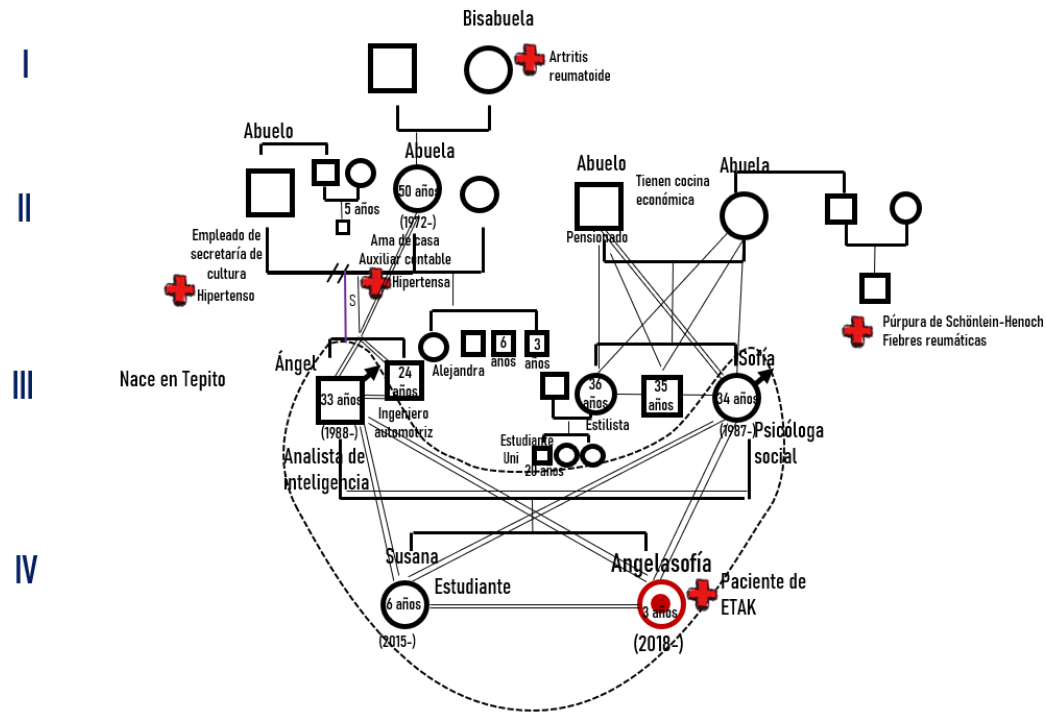 I
Bisabuela
Artritis
reumatoide
II
Abuelo
5 años
Empleado de
secretaría de
cultura
Hipertenso
Abuela
50 años
(1972-)
Ama de casa
Auxiliar contable
Hipertensa
S
Abuelo
Pensionado
Tienen cocina
económica
Abuela
Púrpura de Schönlein-Henoch
Fiebres reumáticas
III
Nace en Tepito
Ángel
33 años
(1988-)
Analista de
inteligencia
24
años
Ingeniero
automotriz
Alejandra
6
años
3
años
36
años
Estilista
Estudiante
Uni
20 años
35
años
Sofía
34 años
(1987-)
Psicóloga
social
IV
Susana
6 años
Estudiante
(2015-)
Angelasofía
3 años
(2018-)
Paciente de
ETAK